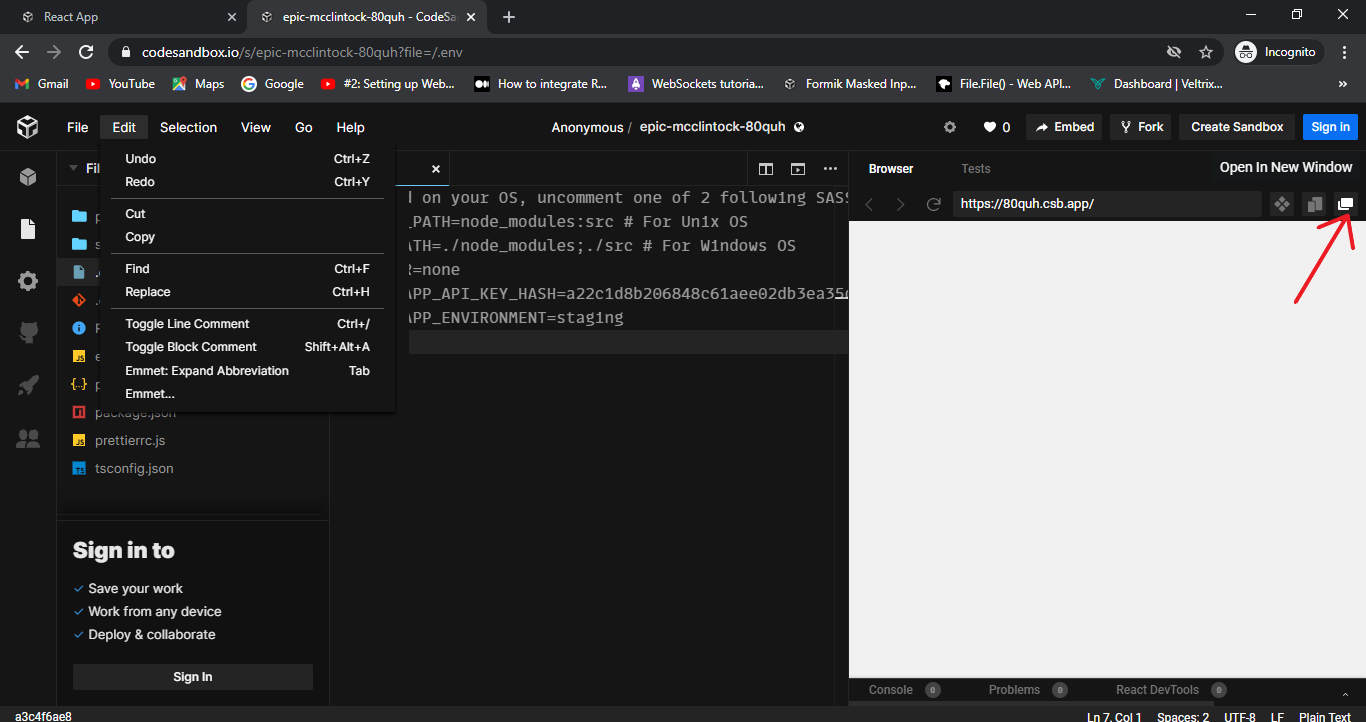 React App
epic-mcclintock-80quh - CodeSa
codesandbox.io/s/epic-mcclintock-80quh?file=/.env
Incognito
Gmail
YouTube
Maps
Google
#2: Setting up Web...
How to integrate R...
WebSockets tutoria...
Formik Masked Inp...
File.File() - Web API...
Dashboard | Veltrix...
»
File Edit Selection View Go Help
Anonymous / epic-mcclintock-80quh
0
Embed
Fork
Create Sandbox
Sign in
Fil
Undo Ctrl+Z
Redo Ctrl+Y
Cut
Copy
Find Ctrl+F
Replace Ctrl+H
Toggle Line Comment Ctrl+/
Toggle Block Comment Shift+Alt+A
Emmet: Expand Abbreviation Tab
Emmet...
package.json
prettierrc.js
tsconfig.json
on your OS, uncomment one of 2 following SASS
_PATH=node_modules:src # For Unix OS
ATH=./node_modules;./src # For Windows OS
R=none
APP_API_KEY_HASH=a22c1d8b206848c61aee02db3ea35
APP_ENVIRONMENT=staging
Browser
Tests
Open In New Window
https://80quh.csb.app/
Sign in to
Save your work
Work from any device
Deploy & collaborate
Sign In
Console 0
Problems 0
React DevTools 0
a3c4f6ae8
Ln 7, Col 1 Spaces: 2 UTF-8 LF Plain Text